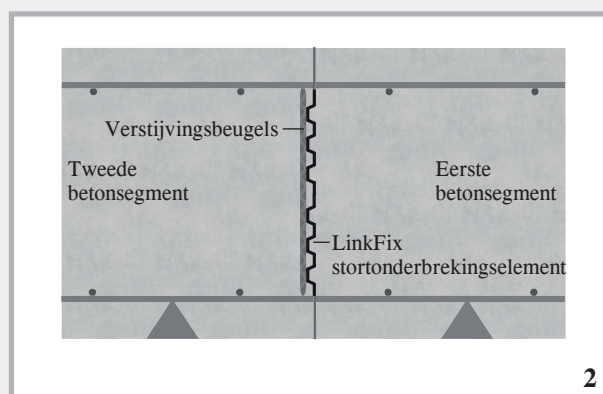 Verstijvingsbeugels
Tweede
betonsegment
Eerste
betonsegment
LinkFix
stortonderbrekingselement
2